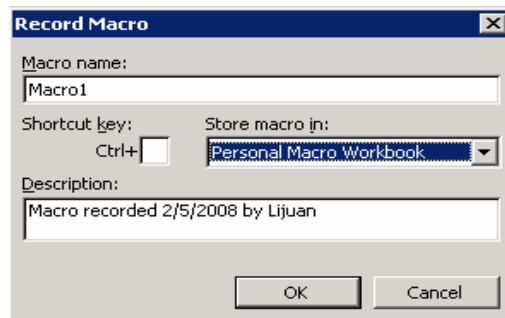 Record Macro
Macro name:
Macro1
Shortcut key: Store macro in:
Ctrl+ Personal Macro Workbook
Description:
Macro recorded 2/5/2008 by Lijuan
OK Cancel